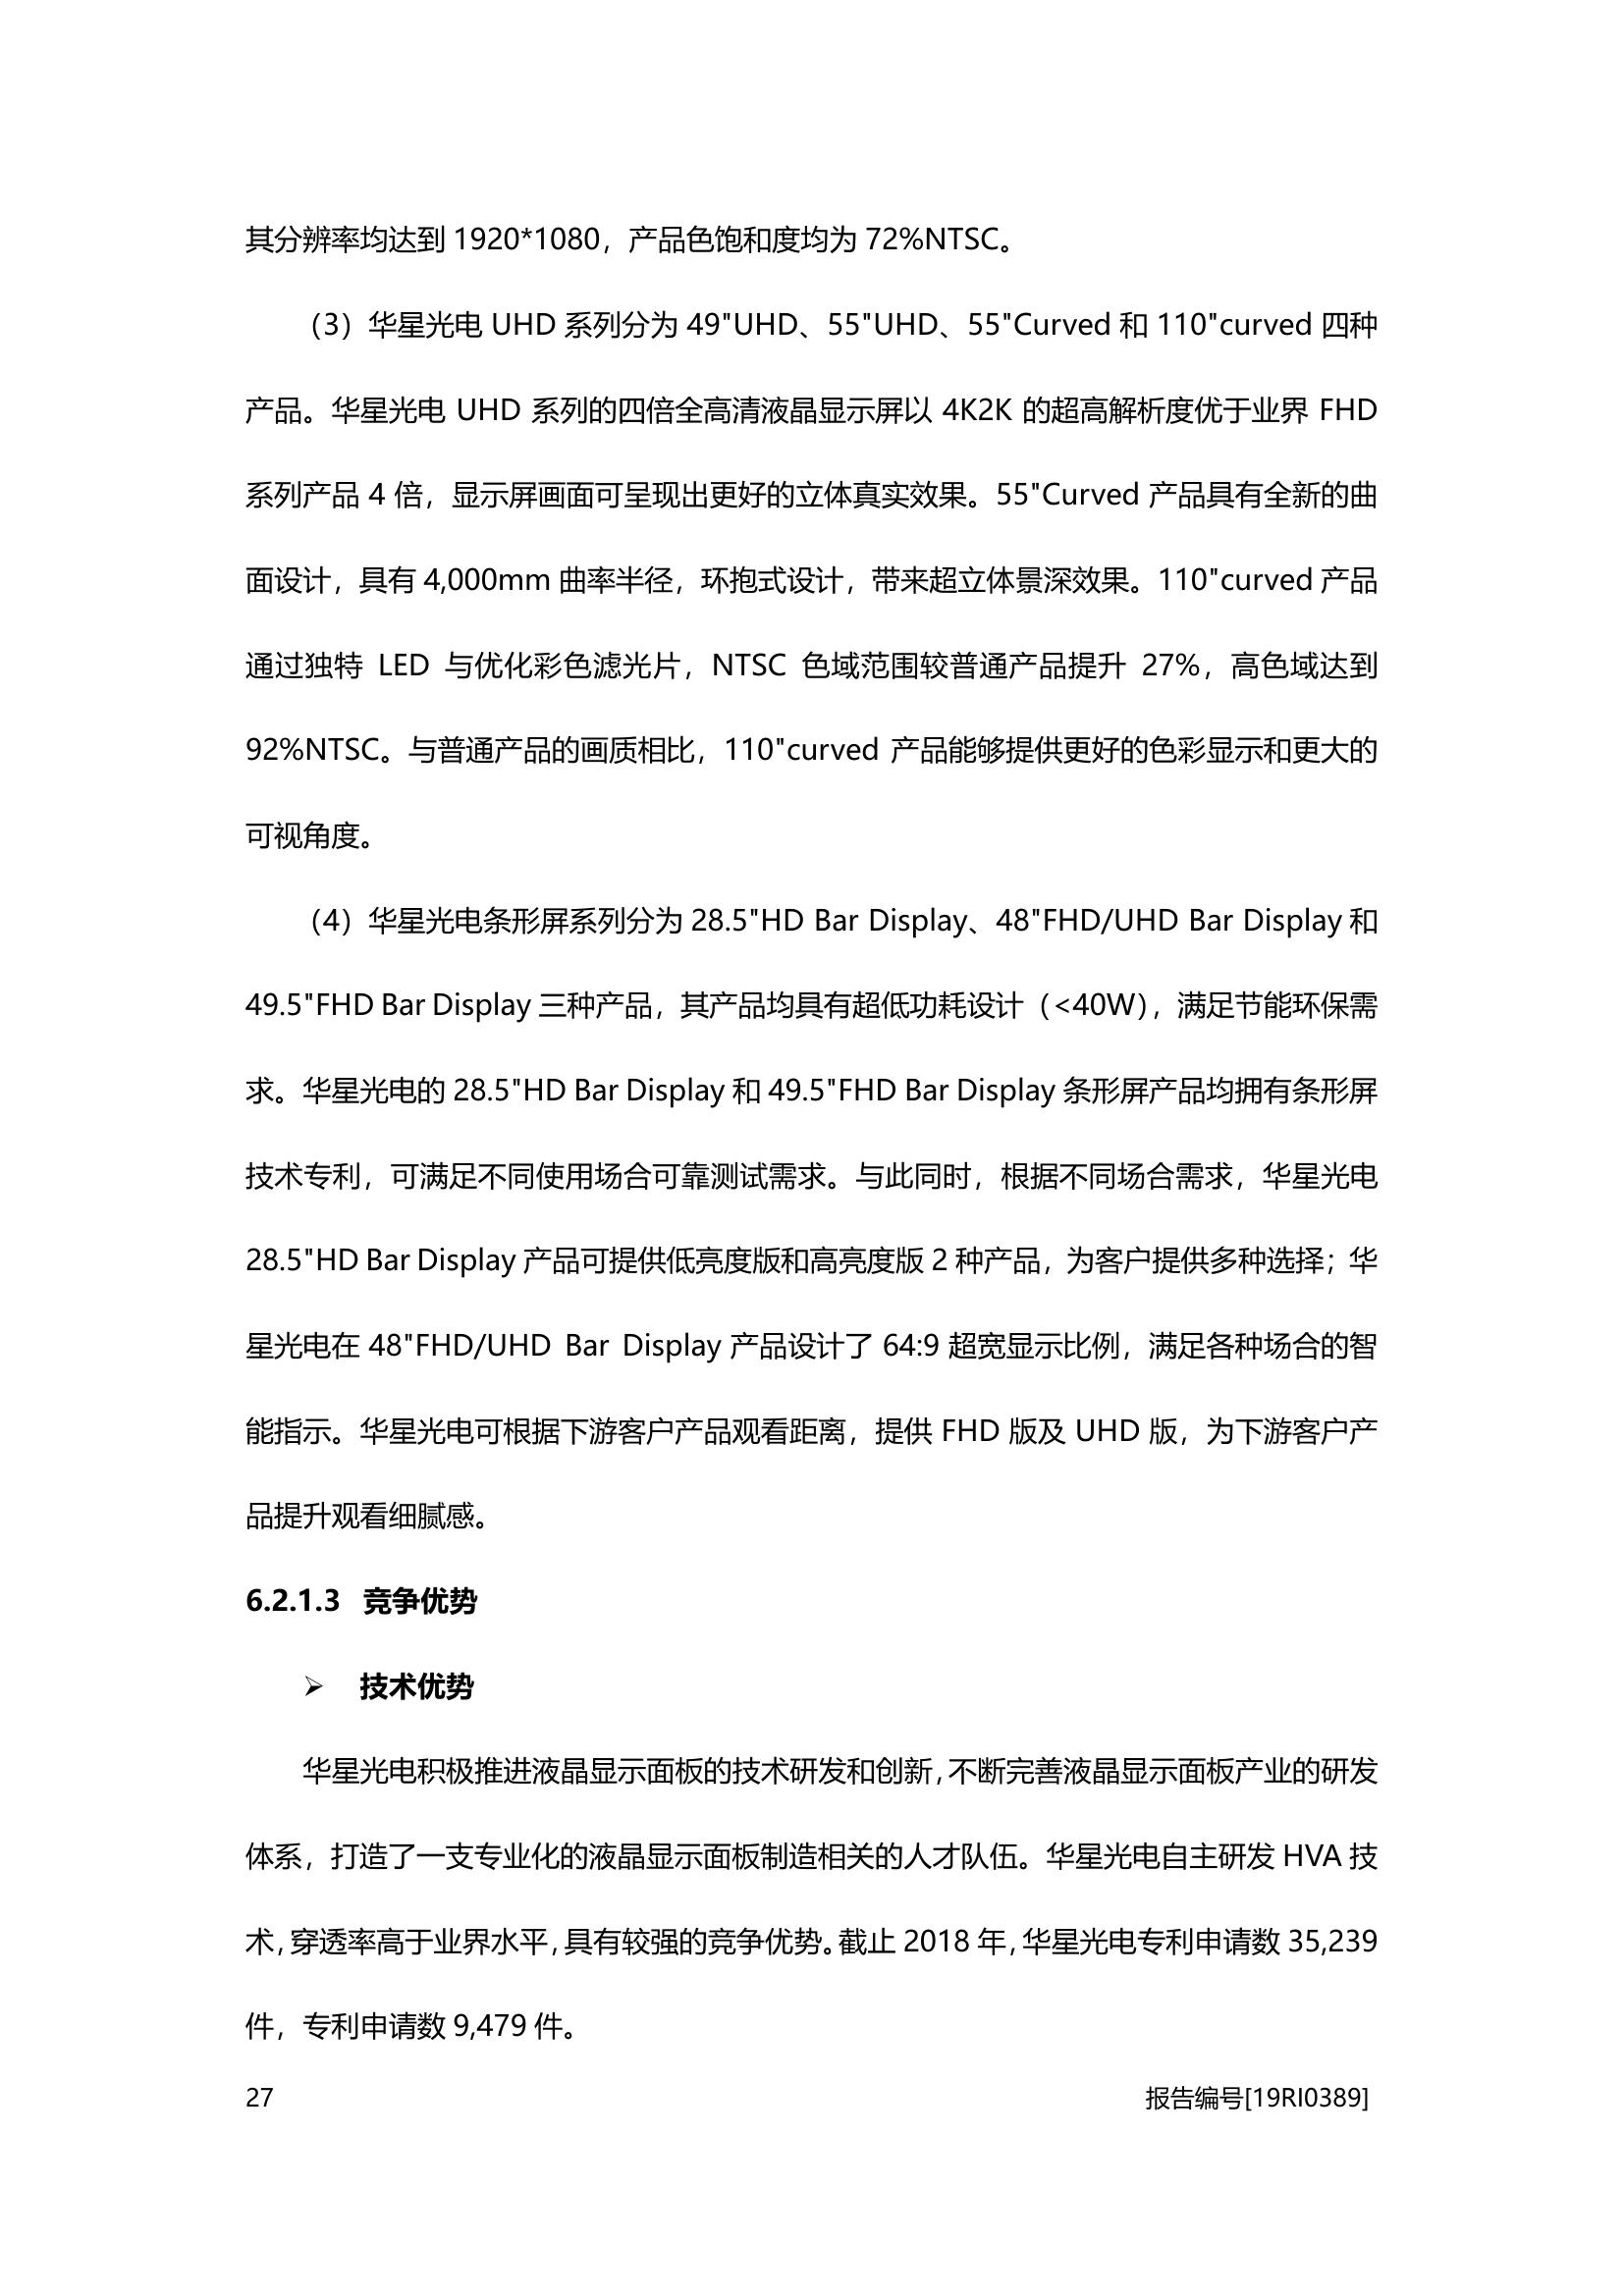 其分辨率均达到 1920*1080，产品色饱和度均为 72%NTSC。
（3）华星光电 UHD 系列分为 49"UHD、55"UHD、55"Curved 和 110"curved 四种
产品。华星光电 UHD 系列的四倍全高清液晶显示屏以 4K2K 的超高解析度优于业界 FHD
系列产品 4 倍，显示屏画面可呈现出更好的立体真实效果。55"Curved 产品具有全新的曲
面设计，具有 4,000mm 曲率半径，环抱式设计，带来超立体景深效果。110"curved 产品
通过独特 LED 与优化彩色滤光片，NTSC 色域范围较普通产品提升 27%，高色域达到
92%NTSC。与普通产品的画质相比，110"curved 产品能够提供更好的色彩显示和更大的
可视角度。
（4）华星光电条形屏系列分为 28.5"HD Bar Display、48"FHD/UHD Bar Display 和
49.5"FHD Bar Display 三种产品，其产品均具有超低功耗设计（<40W），满足节能环保需
求。华星光电的 28.5"HD Bar Display 和 49.5"FHD Bar Display 条形屏产品均拥有条形屏
技术专利，可满足不同使用场合可靠测试需求。与此同时，根据不同场合需求，华星光电
28.5"HD Bar Display 产品可提供低亮度版和高亮度版 2 种产品，为客户提供多种选择；华
星光电在 48"FHD/UHD Bar Display 产品设计了 64:9 超宽显示比例，满足各种场合的智
能指示。华星光电可根据下游客户产品观看距离，提供 FHD 版及 UHD 版，为下游客户产
品提升观看细腻感。
6.2.1.3 竞争优势
➢ 技术优势
华星光电积极推进液晶显示面板的技术研发和创新，不断完善液晶显示面板产业的研发
体系，打造了一支专业化的液晶显示面板制造相关的人才队伍。华星光电自主研发 HVA 技
术，穿透率高于业界水平，具有较强的竞争优势。截止 2018 年，华星光电专利申请数 35,239
件，专利申请数 9,479 件。
27 报告编号[19RI0389]